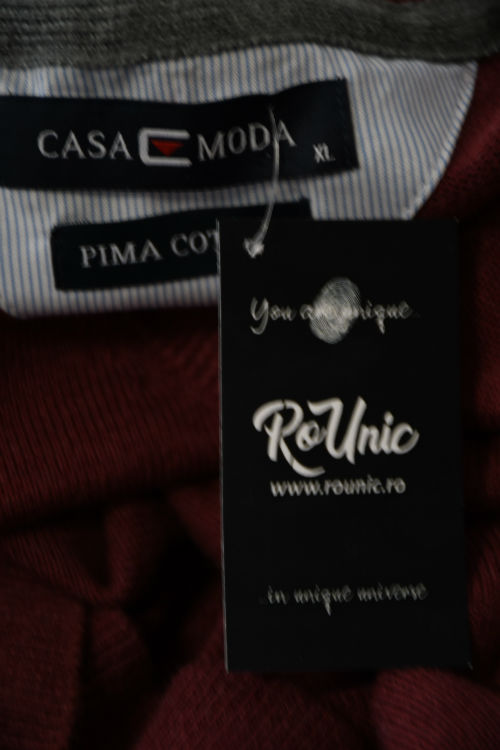 CASA MODA
XL
PIMA COT
You are unique
RoUnic
www.rounic.ro
..in unique universe